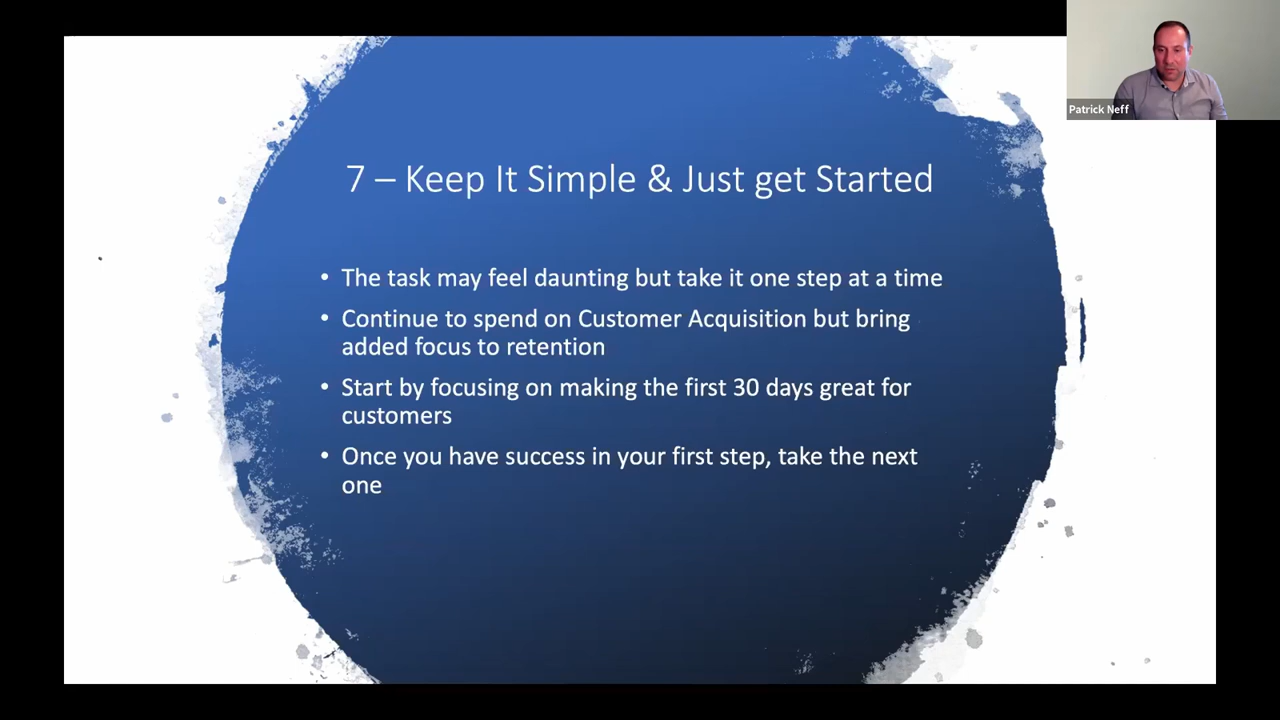 Patrick Neff
7 – Keep It Simple & Just get Started
• The task may feel daunting but take it one step at a time
• Continue to spend on Customer Acquisition but bring
added focus to retention
• Start by focusing on making the first 30 days great for
customers
• Once you have success in your first step, take the next
one